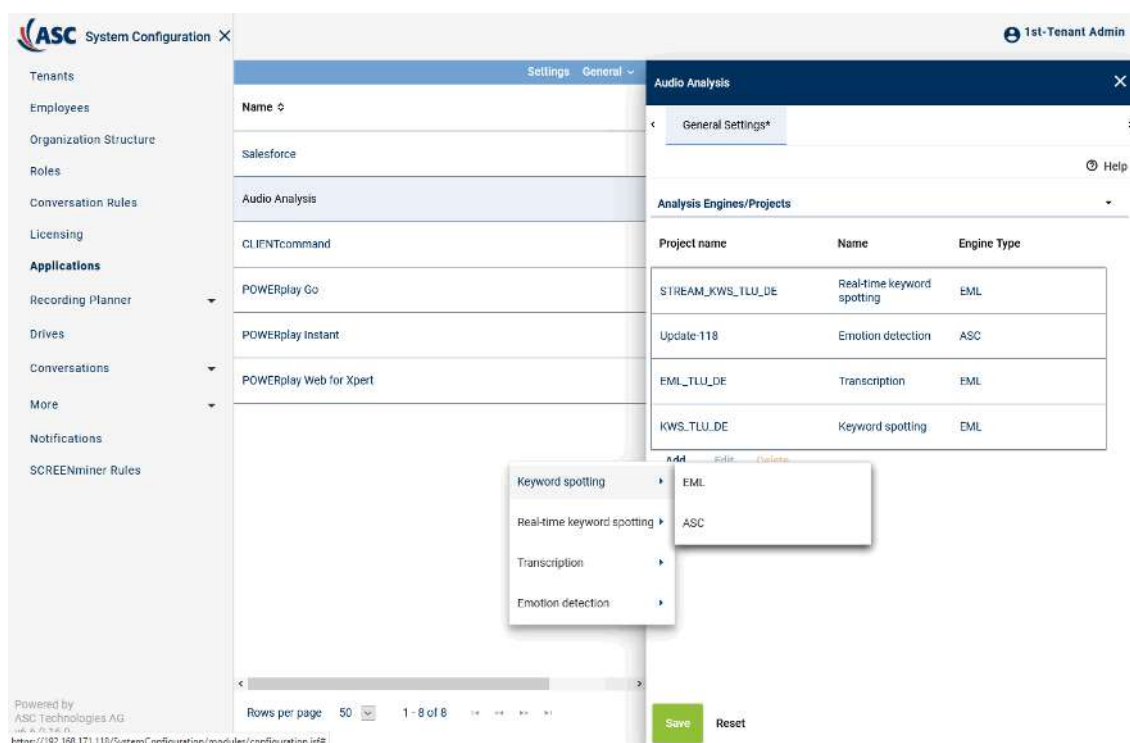 ASC System Configuration X
1st-Tenant Admin
Tenants
Employees
Organization Structure
Roles
Conversation Rules
Licensing
Applications
Recording Planner
Drives
Conversations
More
Notifications
SCREENminer Rules
Powered by
ASC Technologies AG
Settings General
Name
Salesforce
Audio Analysis
CLIENTcommand
POWERplay Go
POWERplay Instant
POWERplay Web for Xpert
Rows per page 50 1 - 8 of 8
Audio Analysis
General Settings*
Help
Analysis Engines/Projects
Project name Name Engine Type
STREAM_KWS_TLU_DE Real-time keyword spotting EML
Update-118 Emotion detection ASC
EML_TLU_DE Transcription EML
KWS_TLU_DE Keyword spotting EML
Add Edit Delete
Keyword spotting
Real-time keyword spotting
Transcription
Emotion detection
EML
ASC
Save Reset